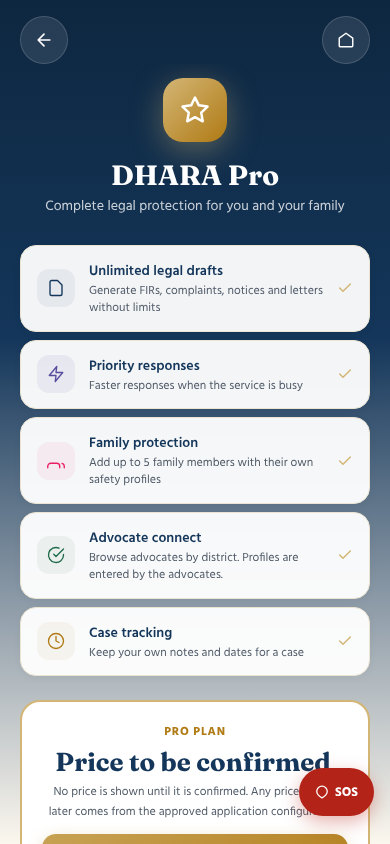 DHARA Pro
Complete legal protection for you and your family
Unlimited legal drafts
Generate FIRs, complaints, notices and letters
without limits
Priority responses
Faster responses when the service is busy
Family protection
Add up to 5 family members with their own
safety profiles
Advocate connect
Browse advocates by district. Profiles are
entered by the advocates.
Case tracking
Keep your own notes and dates for a case
PRO PLAN
Price to be confirmed
No price is shown until it is confirmed. Any price
later comes from the approved application
SOS